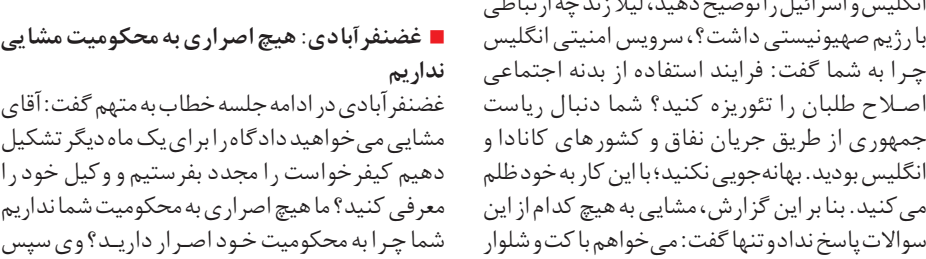 انگلیس و اسرائیل را توضیح دهید، لیلا زند چه ارتباطی
با رژیم صهیونیستی داشت؟، سرویس امنیتی انگلیس
چرا به شما گفت: فرایند استفاده از بدنه اجتماعی
اصلاح طلبان را تئوریزه کنید؟ شما دنبال ریاست
جمهوری از طریق جریان نفاق و کشورهای کانادا و
انگلیس بودید. بهانه‌جویی نکنید؛ با این کار به خود ظلم
می‌کنید. بنا بر این گزارش، مشایی به هیچ کدام از این
سوالات پاسخ نداد و تنها گفت: می‌خواهم با کت و شلوار
■ غضنفرآبادی: هیچ اصراری به محکومیت مشایی
نداریم
غضنفرآبادی در ادامه جلسه خطاب به متهم گفت: آقای
مشایی می‌خواهید دادگاه را برای یک ماه دیگر تشکیل
دهیم کیفرخواست را مجدد بفرستیم و وکیل خود را
معرفی کنید؟ ما هیچ اصراری به محکومیت شما نداریم
شما چرا به محکومیت خود اصرار دارید؟ وی سپس